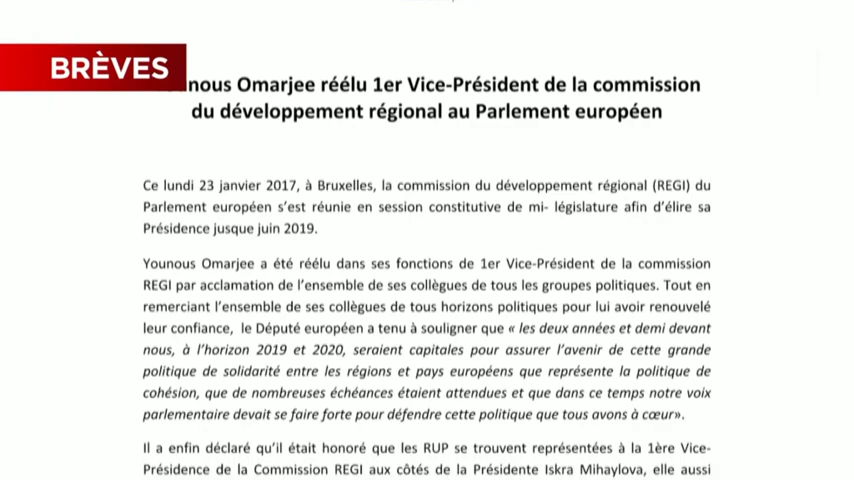 BRÈVES
nous Omarjee réélu 1er Vice-Président de la commission
du développement régional au Parlement européen
Ce lundi 23 janvier 2017, à Bruxelles, la commission du développement régional (REGI) du
Parlement européen s'est réunie en session constitutive de mi- législature afin d'élire sa
Présidence jusque juin 2019.
Younous Omarjee a été réélu dans ses fonctions de 1er Vice-Président de la commission
REGI par acclamation de l'ensemble de ses collègues de tous les groupes politiques. Tout en
remerciant l'ensemble de ses collègues de tous horizons politiques pour lui avoir renouvelé
leur confiance, le Député européen a tenu à souligner que « les deux années et demi devant
nous, à l'horizon 2019 et 2020, seraient capitales pour assurer l'avenir de cette grande
politique de solidarité entre les régions et pays européens que représente la politique de
cohésion, que de nombreuses échéances étaient attendues et que dans ce temps notre voix
parlementaire devait se faire forte pour défendre cette politique que tous avons à cœur».
Il a enfin déclaré qu'il était honoré que les RUP se trouvent représentées à la 1ère Vice-
Présidence de la Commission REGI aux côtés de la Présidente Iskra Mihaylova, elle aussi